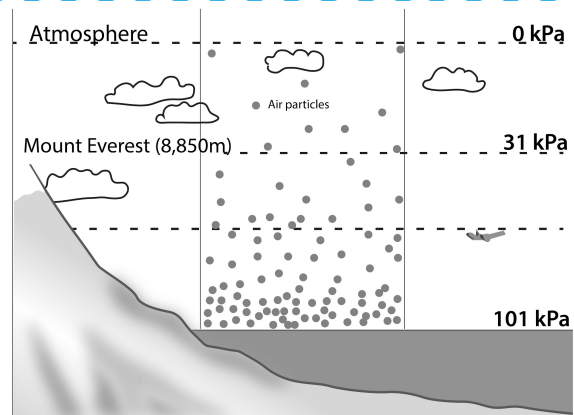 Atmosphere
0 kPa
Air particles
Mount Everest (8,850m)
31 kPa
101 kPa